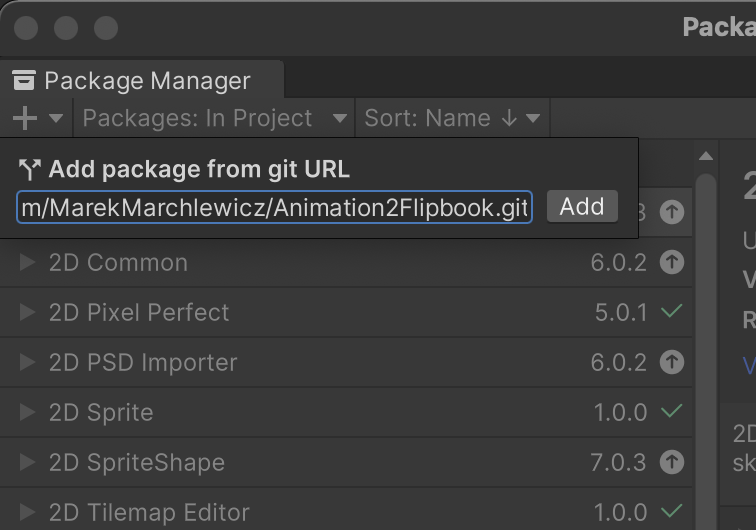 Packa
Package Manager
Packages: In Project
Sort: Name ↓
Add package from git URL
m/MarekMarchlewicz/Animation2Flipbook.git
Add
3
2D Common 6.0.2
2D Pixel Perfect 5.0.1
2D PSD Importer 6.0.2
2D Sprite 1.0.0
2D SpriteShape 7.0.3
2D Tilemap Editor 1.0.0
2
U
V
R
V
2D
sk